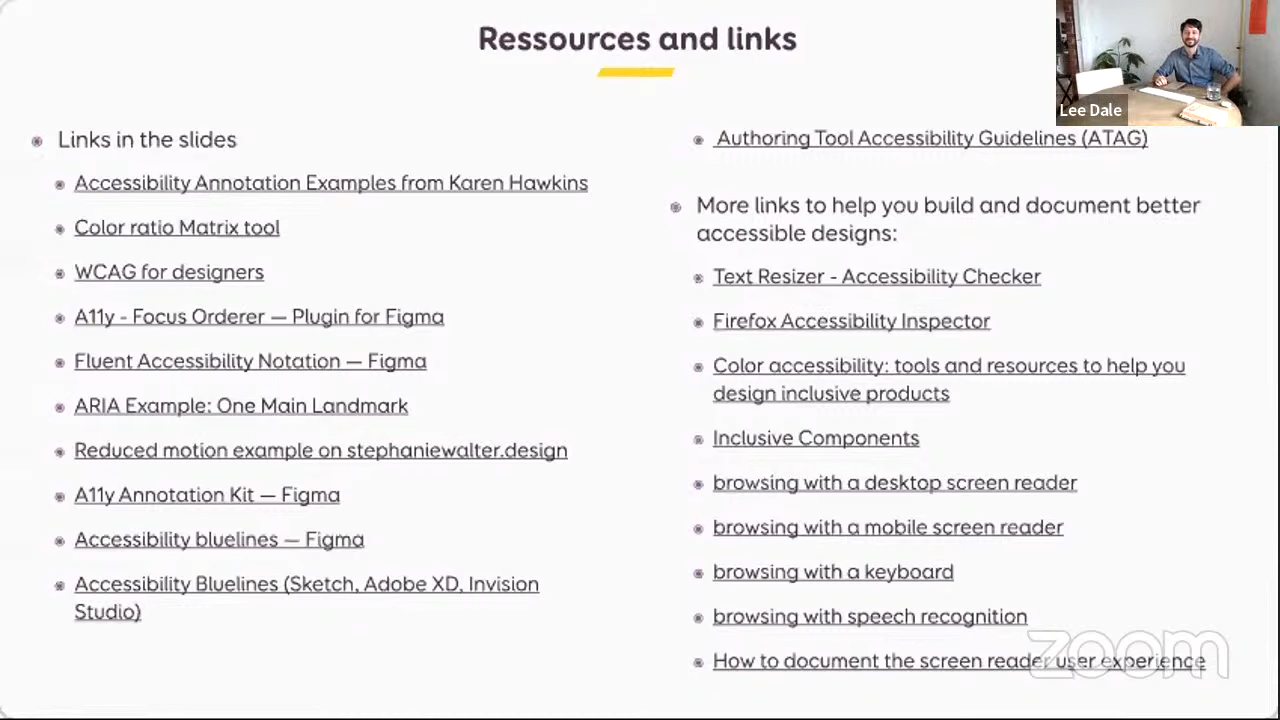 Ressources and links
Lee Dale
Links in the slides
Accessibility Annotation Examples from Karen Hawkins
Color ratio Matrix tool
WCAG for designers
A11y - Focus Orderer — Plugin for Figma
Fluent Accessibility Notation — Figma
ARIA Example: One Main Landmark
Reduced motion example on stephaniewalter.design
A11y Annotation Kit — Figma
Accessibility bluelines — Figma
Accessibility Bluelines (Sketch, Adobe XD, Invision
Studio)
Authoring Tool Accessibility Guidelines (ATAG)
More links to help you build and document better
accessible designs:
Text Resizer - Accessibility Checker
Firefox Accessibility Inspector
Color accessibility: tools and resources to help you
design inclusive products
Inclusive Components
browsing with a desktop screen reader
browsing with a mobile screen reader
browsing with a keyboard
browsing with speech recognition
How to document the screen reader user experience
zoom